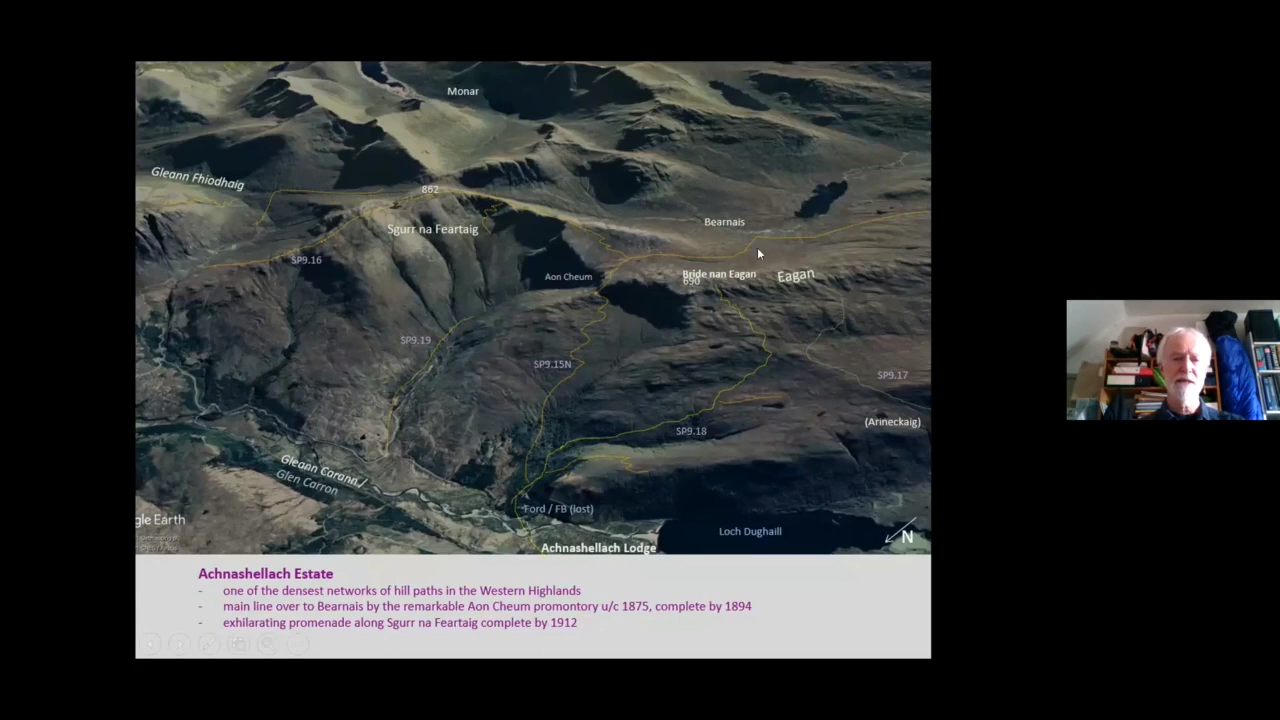 Monar
Gleann Fhiodhaig
862
Bearnais
Sgurr na Feartaig
SP9.16
Aon Cheum
Bride nan Eagan
690
Eagan
SP9.19
SP9.15N
SP9.17
(Arineckaig)
SP9.18
Gleann Carann /
Glen Carron
Ford / FB (lost)
gle Earth
Loch Dughaill
N
Achnashellach Lodge
Achnashellach Estate
- one of the densest networks of hill paths in the Western Highlands
- main line over to Bearnais by the remarkable Aon Cheum promontory u/c 1875, complete by 1894
- exhilarating promenade along Sgurr na Feartaig complete by 1912